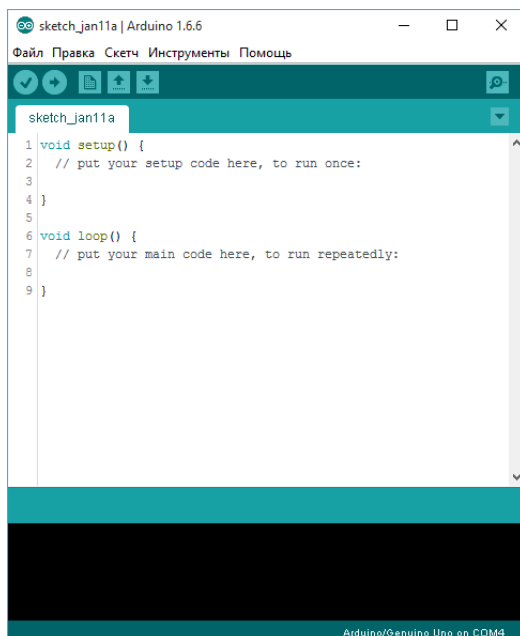 sketch_jan11a | Arduino 1.6.6
Файл Правка Скетч Инструменты Помощь
sketch_jan11a
1 void setup() {
2   // put your setup code here, to run once:
3
4 }
5
6 void loop() {
7   // put your main code here, to run repeatedly:
8
9 }
Arduino/Genuino Uno on COM4